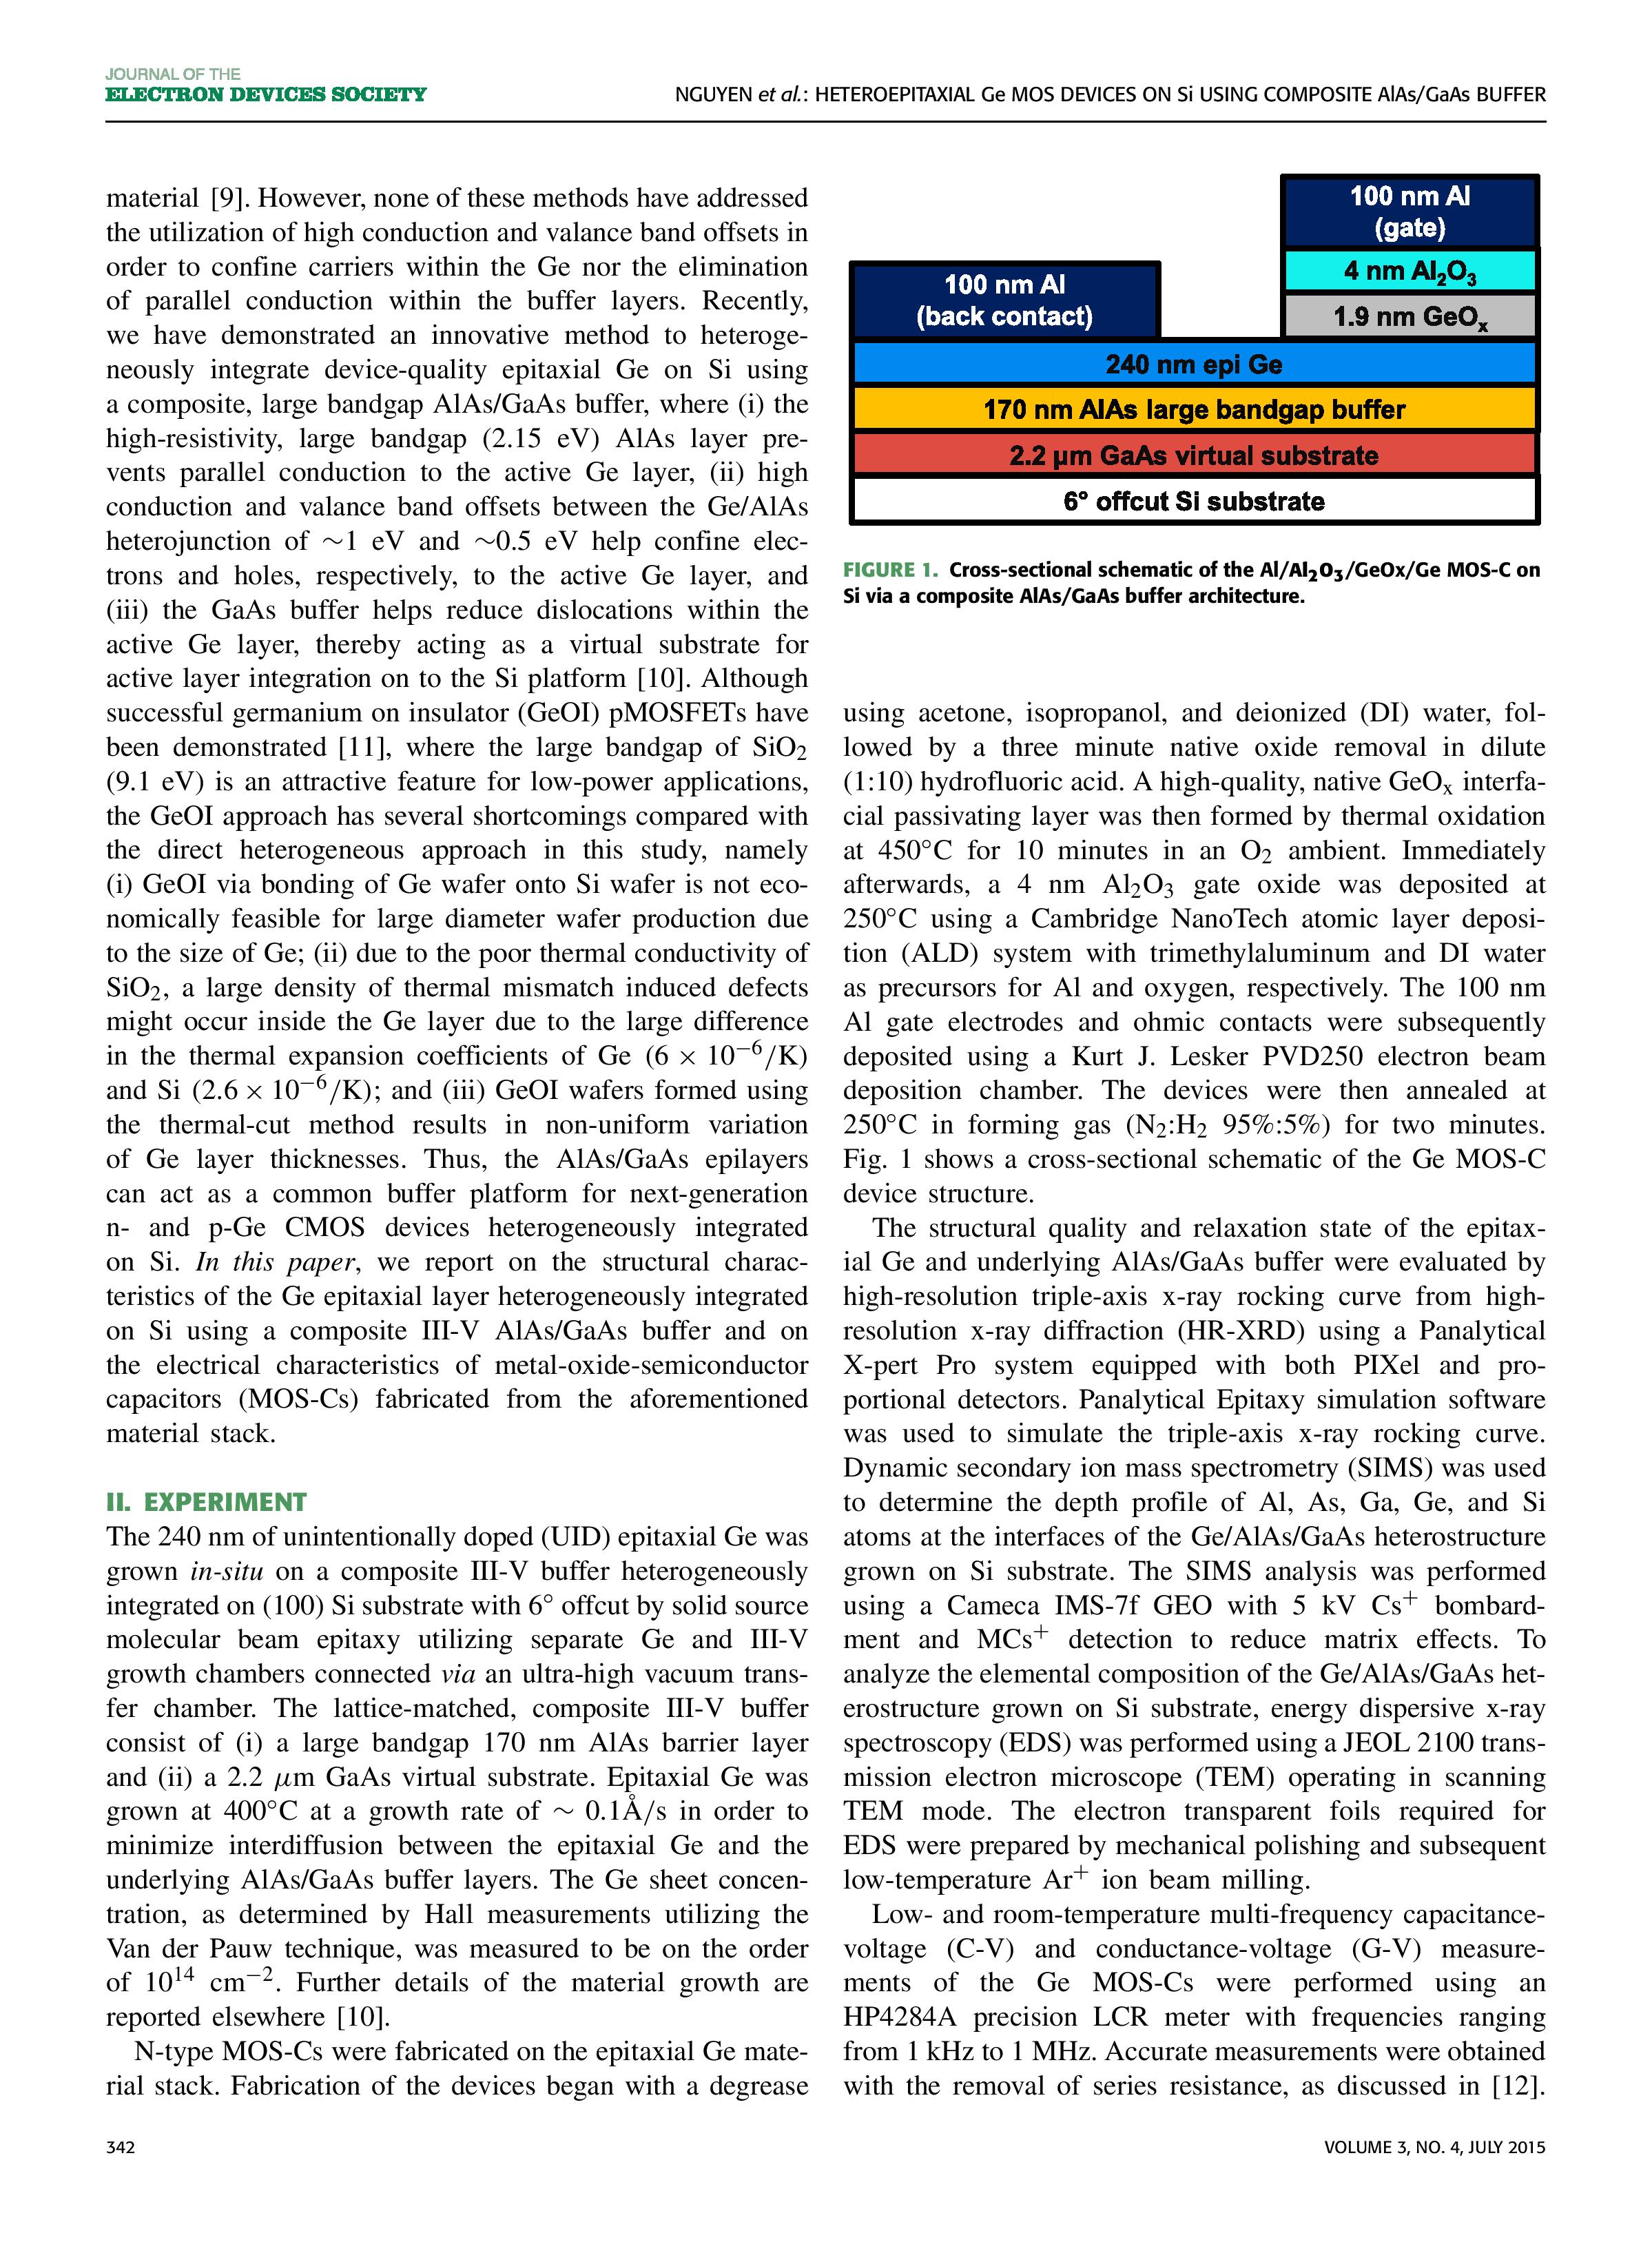 JOURNAL OF THE
ELECTRON DEVICES SOCIETY
NGUYEN et al.: HETEROEPITAXIAL Ge MOS DEVICES ON Si USING COMPOSITE AlAs/GaAs BUFFER
material [9]. However, none of these methods have addressed
the utilization of high conduction and valance band offsets in
order to confine carriers within the Ge nor the elimination
of parallel conduction within the buffer layers. Recently,
we have demonstrated an innovative method to heteroge-
neously integrate device-quality epitaxial Ge on Si using
a composite, large bandgap AlAs/GaAs buffer, where (i) the
high-resistivity, large bandgap (2.15 eV) AlAs layer pre-
vents parallel conduction to the active Ge layer, (ii) high
conduction and valance band offsets between the Ge/AlAs
heterojunction of ∼1 eV and ∼0.5 eV help confine elec-
trons and holes, respectively, to the active Ge layer, and
(iii) the GaAs buffer helps reduce dislocations within the
active Ge layer, thereby acting as a virtual substrate for
active layer integration on to the Si platform [10]. Although
successful germanium on insulator (GeOI) pMOSFETs have
been demonstrated [11], where the large bandgap of SiO₂
(9.1 eV) is an attractive feature for low-power applications,
the GeOI approach has several shortcomings compared with
the direct heterogeneous approach in this study, namely
(i) GeOI via bonding of Ge wafer onto Si wafer is not eco-
nomically feasible for large diameter wafer production due
to the size of Ge; (ii) due to the poor thermal conductivity of
SiO₂, a large density of thermal mismatch induced defects
might occur inside the Ge layer due to the large difference
in the thermal expansion coefficients of Ge (6 × 10⁻⁶/K)
and Si (2.6 × 10⁻⁶/K); and (iii) GeOI wafers formed using
the thermal-cut method results in non-uniform variation
of Ge layer thicknesses. Thus, the AlAs/GaAs epilayers
can act as a common buffer platform for next-generation
n- and p-Ge CMOS devices heterogeneously integrated
on Si. In this paper, we report on the structural charac-
teristics of the Ge epitaxial layer heterogeneously integrated
on Si using a composite III-V AlAs/GaAs buffer and on
the electrical characteristics of metal-oxide-semiconductor
capacitors (MOS-Cs) fabricated from the aforementioned
material stack.
II. EXPERIMENT
The 240 nm of unintentionally doped (UID) epitaxial Ge was
grown in-situ on a composite III-V buffer heterogeneously
integrated on (100) Si substrate with 6° offcut by solid source
molecular beam epitaxy utilizing separate Ge and III-V
growth chambers connected via an ultra-high vacuum trans-
fer chamber. The lattice-matched, composite III-V buffer
consist of (i) a large bandgap 170 nm AlAs barrier layer
and (ii) a 2.2 μm GaAs virtual substrate. Epitaxial Ge was
grown at 400°C at a growth rate of ∼ 0.1Å/s in order to
minimize interdiffusion between the epitaxial Ge and the
underlying AlAs/GaAs buffer layers. The Ge sheet concen-
tration, as determined by Hall measurements utilizing the
Van der Pauw technique, was measured to be on the order
of 10¹⁴ cm⁻². Further details of the material growth are
reported elsewhere [10].
N-type MOS-Cs were fabricated on the epitaxial Ge mate-
rial stack. Fabrication of the devices began with a degrease
100 nm Al
(gate)
4 nm Al₂O₃
1.9 nm GeOₓ
100 nm Al
(back contact)
240 nm epi Ge
170 nm AlAs large bandgap buffer
2.2 μm GaAs virtual substrate
6° offcut Si substrate
FIGURE 1. Cross-sectional schematic of the Al/Al₂O₃/GeOx/Ge MOS-C on
Si via a composite AlAs/GaAs buffer architecture.
using acetone, isopropanol, and deionized (DI) water, fol-
lowed by a three minute native oxide removal in dilute
(1:10) hydrofluoric acid. A high-quality, native GeOₓ interfa-
cial passivating layer was then formed by thermal oxidation
at 450°C for 10 minutes in an O₂ ambient. Immediately
afterwards, a 4 nm Al₂O₃ gate oxide was deposited at
250°C using a Cambridge NanoTech atomic layer deposi-
tion (ALD) system with trimethylaluminum and DI water
as precursors for Al and oxygen, respectively. The 100 nm
Al gate electrodes and ohmic contacts were subsequently
deposited using a Kurt J. Lesker PVD250 electron beam
deposition chamber. The devices were then annealed at
250°C in forming gas (N₂:H₂ 95%:5%) for two minutes.
Fig. 1 shows a cross-sectional schematic of the Ge MOS-C
device structure.
The structural quality and relaxation state of the epitax-
ial Ge and underlying AlAs/GaAs buffer were evaluated by
high-resolution triple-axis x-ray rocking curve from high-
resolution x-ray diffraction (HR-XRD) using a Panalytical
X-pert Pro system equipped with both PIXel and pro-
portional detectors. Panalytical Epitaxy simulation software
was used to simulate the triple-axis x-ray rocking curve.
Dynamic secondary ion mass spectrometry (SIMS) was used
to determine the depth profile of Al, As, Ga, Ge, and Si
atoms at the interfaces of the Ge/AlAs/GaAs heterostructure
grown on Si substrate. The SIMS analysis was performed
using a Cameca IMS-7f GEO with 5 kV Cs⁺ bombard-
ment and MCs⁺ detection to reduce matrix effects. To
analyze the elemental composition of the Ge/AlAs/GaAs het-
erostructure grown on Si substrate, energy dispersive x-ray
spectroscopy (EDS) was performed using a JEOL 2100 trans-
mission electron microscope (TEM) operating in scanning
TEM mode. The electron transparent foils required for
EDS were prepared by mechanical polishing and subsequent
low-temperature Ar⁺ ion beam milling.
Low- and room-temperature multi-frequency capacitance-
voltage (C-V) and conductance-voltage (G-V) measure-
ments of the Ge MOS-Cs were performed using an
HP4284A precision LCR meter with frequencies ranging
from 1 kHz to 1 MHz. Accurate measurements were obtained
with the removal of series resistance, as discussed in [12].
342
VOLUME 3, NO. 4, JULY 2015